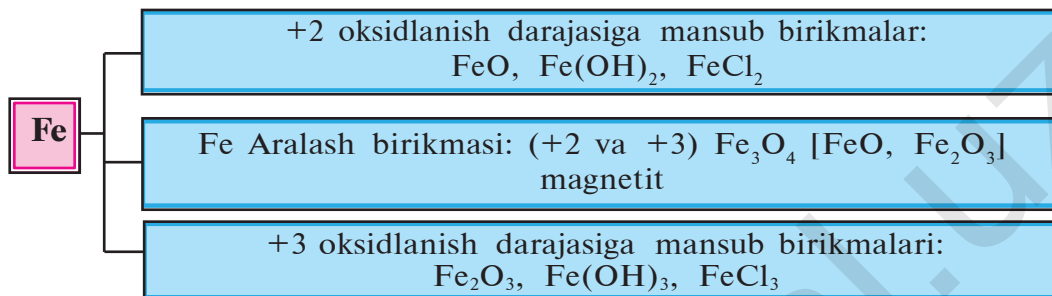 +2 oksidlanish darajasiga mansub birikmalar:
FeO, Fe(OH)₂, FeCl₂
Fe
Fe Aralash birikmasi: (+2 va +3) Fe₃O₄ [FeO, Fe₂O₃]
magnetit
+3 oksidlanish darajasiga mansub birikmalari:
Fe₂O₃, Fe(OH)₃, FeCl₃